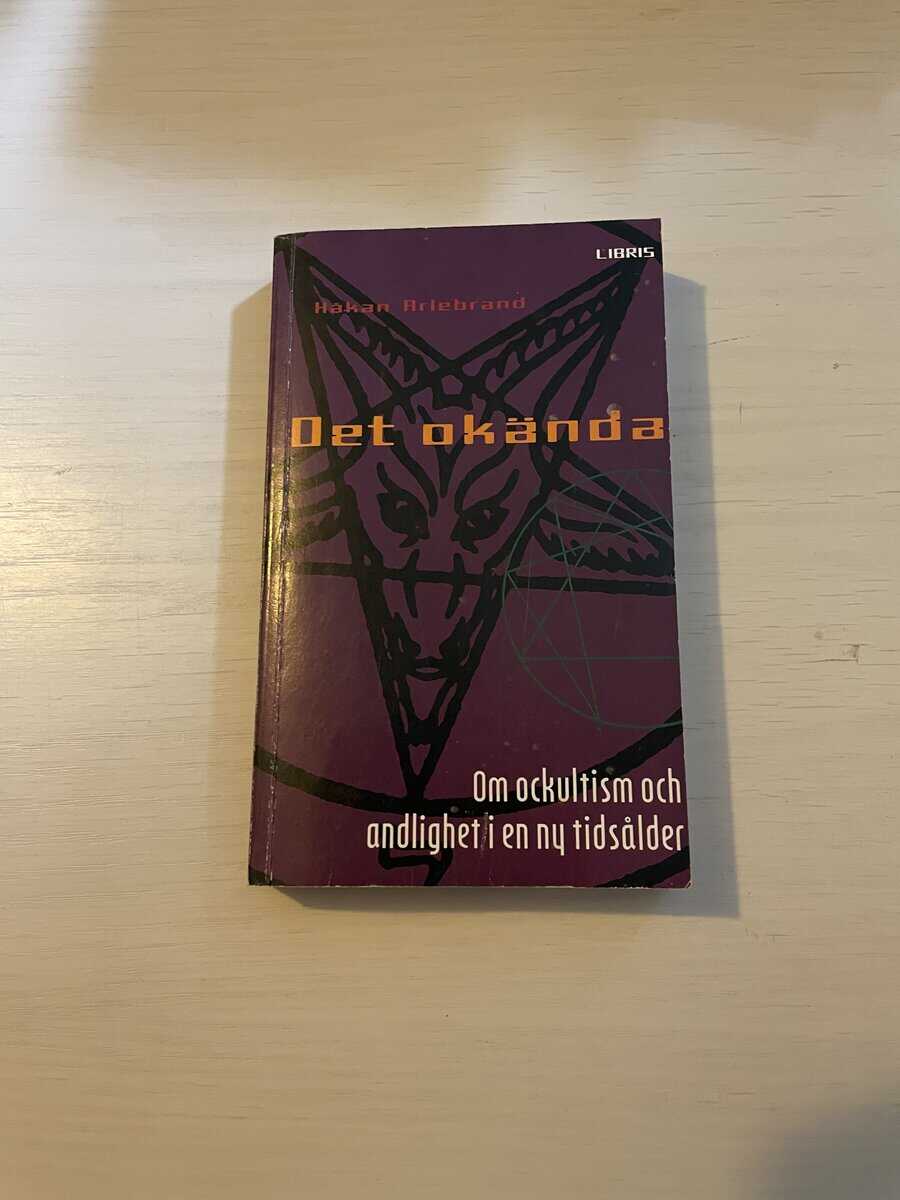 LIBRIS
Håkan Arlebrand
Det okända
Om ockultism och
andlighet i en ny tidsålder